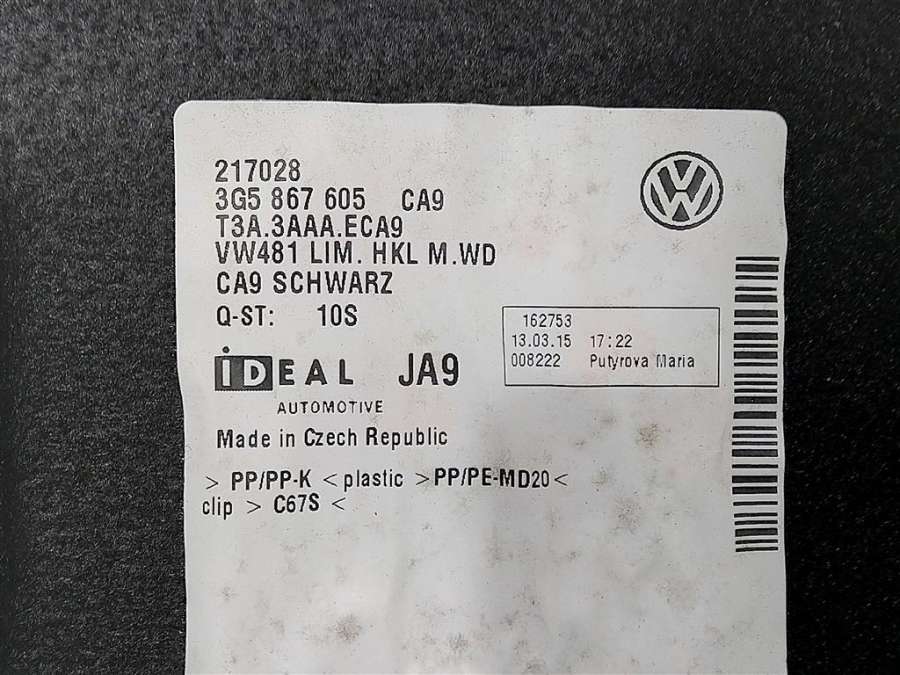 217028
3G5 867 605 CA9
T3A.3AAA.ECA9
VW481 LIM. HKL M.WD
CA9 SCHWARZ
Q-ST: 10S
162753
13.03.15 17:22
008222 Putyrova Maria
iDEAL JA9
AUTOMOTIVE
Made in Czech Republic
> PP/PP-K < plastic >PP/PE-MD20<
clip > C67S <